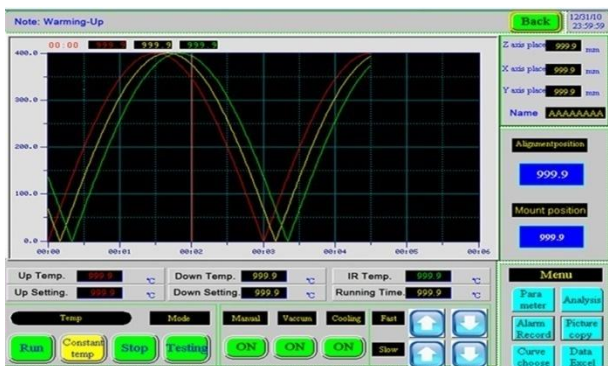 Note: Warming-Up
Back
12/31/10
23:59:59
00:00 999.9 999.9 999.9
400.0
300.0
200.0
100.0
0.0
00:00 00:01 00:02 00:03 00:04 00:05 00:06
Z axis place 999.9 mm
X axis place 999.9 mm
Y axis place 999.9 mm
Name AAAAAAAA
Alignmentposition
999.9
Mount position
999.9
Up Temp. 999.9 ℃ Down Temp. 999.9 ℃ IR Temp. 999.9 ℃
Up Setting. 999.9 ℃ Down Setting. 999.9 ℃ Running Time. 999.9 ℃
Temp Mode Manual Vacrum Cooling Fast
Run Constant temp Stop Testing ON ON ON Slow
Menu
Para meter Analysis
Alarm Record Picture copy
Curve choose Data Excel